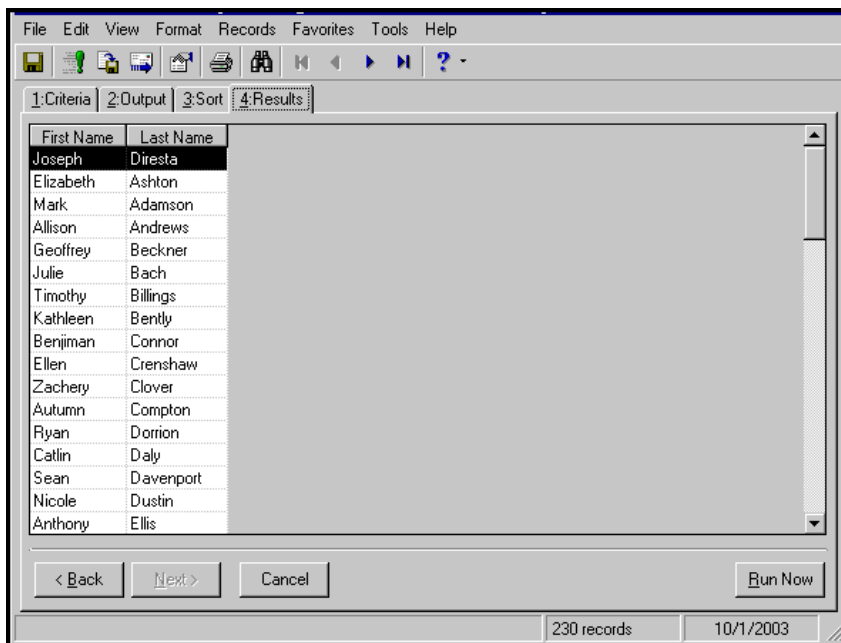 File Edit View Format Records Favorites Tools Help
?
1:Criteria 2:Output 3:Sort 4:Results
First Name Last Name
Joseph Diresta
Elizabeth Ashton
Mark Adamson
Allison Andrews
Geoffrey Beckner
Julie Bach
Timothy Billings
Kathleen Bently
Benjiman Connor
Ellen Crenshaw
Zachery Clover
Autumn Compton
Ryan Dorrion
Catlin Daly
Sean Davenport
Nicole Dustin
Anthony Ellis
< Back Next > Cancel Run Now
230 records 10/1/2003